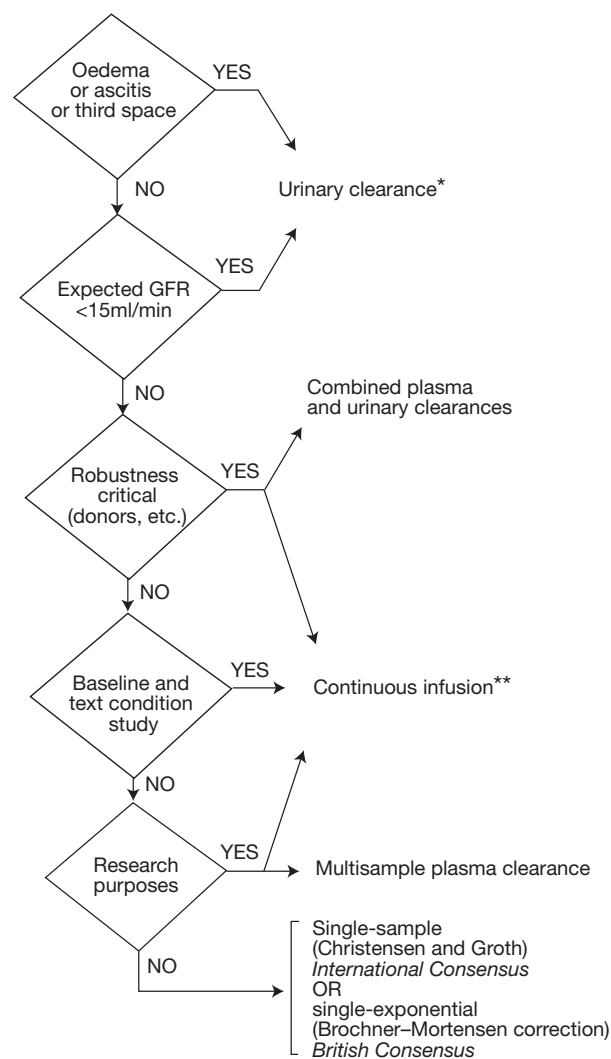 Oedema
or ascitis
or third space
YES
NO
Urinary clearance*
Expected GFR
<15ml/min
YES
NO
Combined plasma
and urinary clearances
Robustness
critical
(donors, etc.)
YES
NO
Baseline and
text condition
study
YES
Continuous infusion**
NO
Research
purposes
YES
Multisample plasma clearance
NO
Single-sample
(Christensen and Groth)
International Consensus
OR
single-exponential
(Brochner–Mortensen correction)
British Consensus